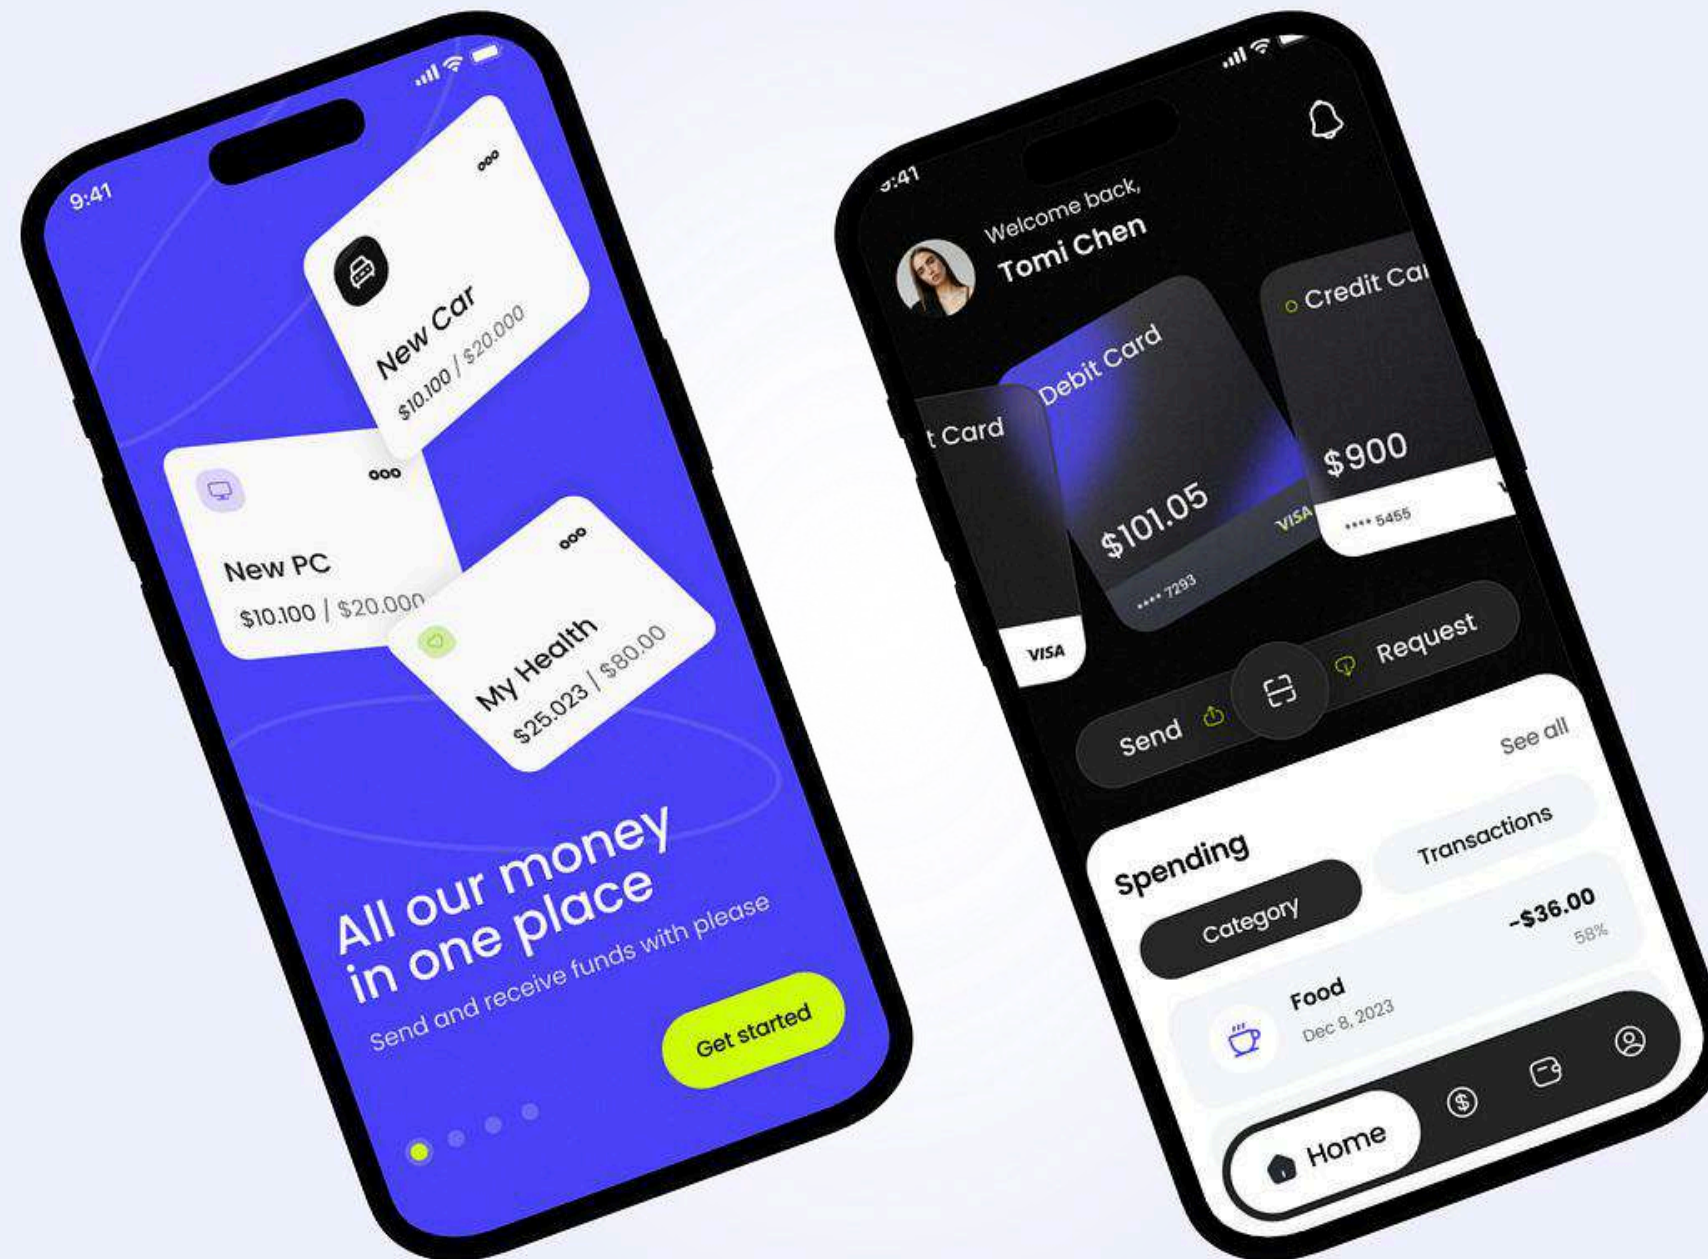 9:41
New Car
$10.100 / $20.000
New PC
$10.100 / $20.000
My Health
$25.023 / $80.00
All our money
in one place
Send and receive funds with please
Get started
9:41
Welcome back,
Tomi Chen
t Card
VISA
Debit Card
$101.05
VISA
**** 7293
Credit Car
$900
**** 5455
Send
Request
Spending
See all
Category
Transactions
Food
-$36.00
Dec 8, 2023
58%
Home